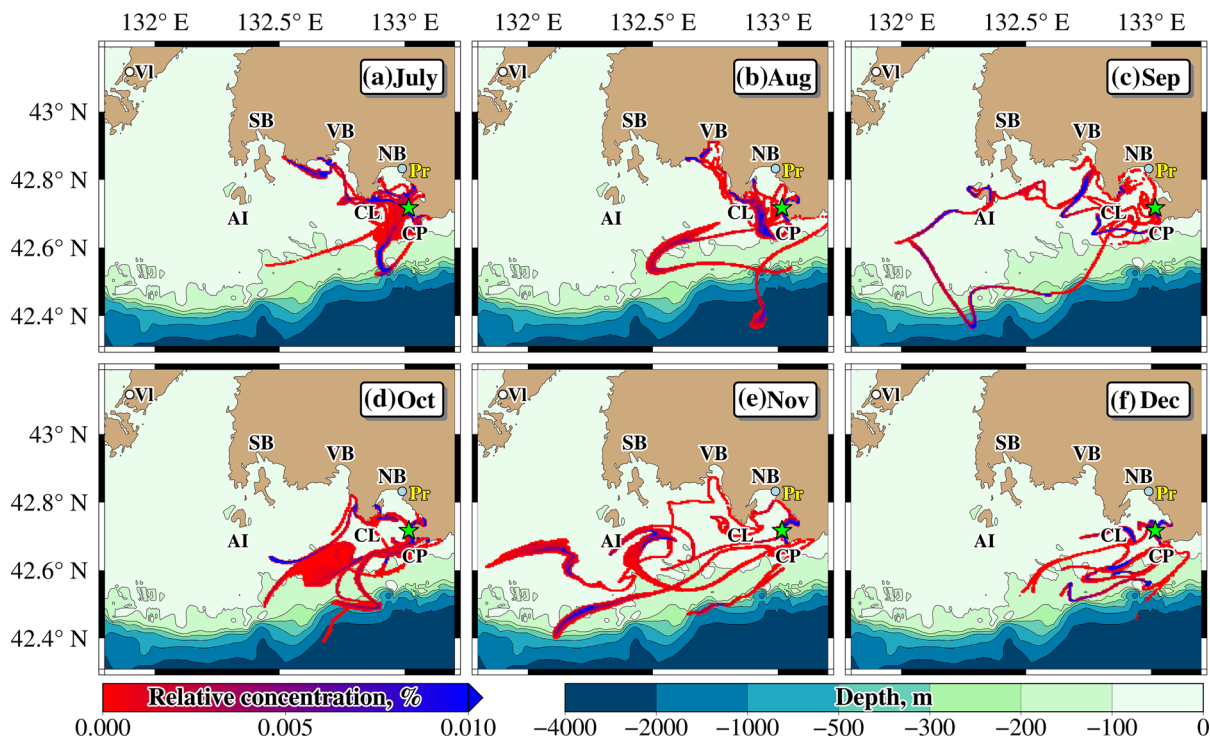 132° E 132.5° E 133° E 132° E 132.5° E 133° E 132° E 132.5° E 133° E
Vl (a)July Vl (b)Aug Vl (c)Sep
43° N
SB VB SB VB SB VB
NB NB NB
42.8° N
Pr Pr Pr
AI CL AI CL AI CL
CP CP CP
42.6° N
42.4° N
Vl (d)Oct Vl (e)Nov Vl (f)Dec
43° N
SB VB SB VB SB VB
NB NB NB
42.8° N
Pr Pr Pr
AI CL AI CL AI CL
CP CP CP
42.6° N
42.4° N
Relative concentration, % Depth, m
0.000 0.005 0.010 −4000 −2000 −1000 −500 −300 −200 −100 0